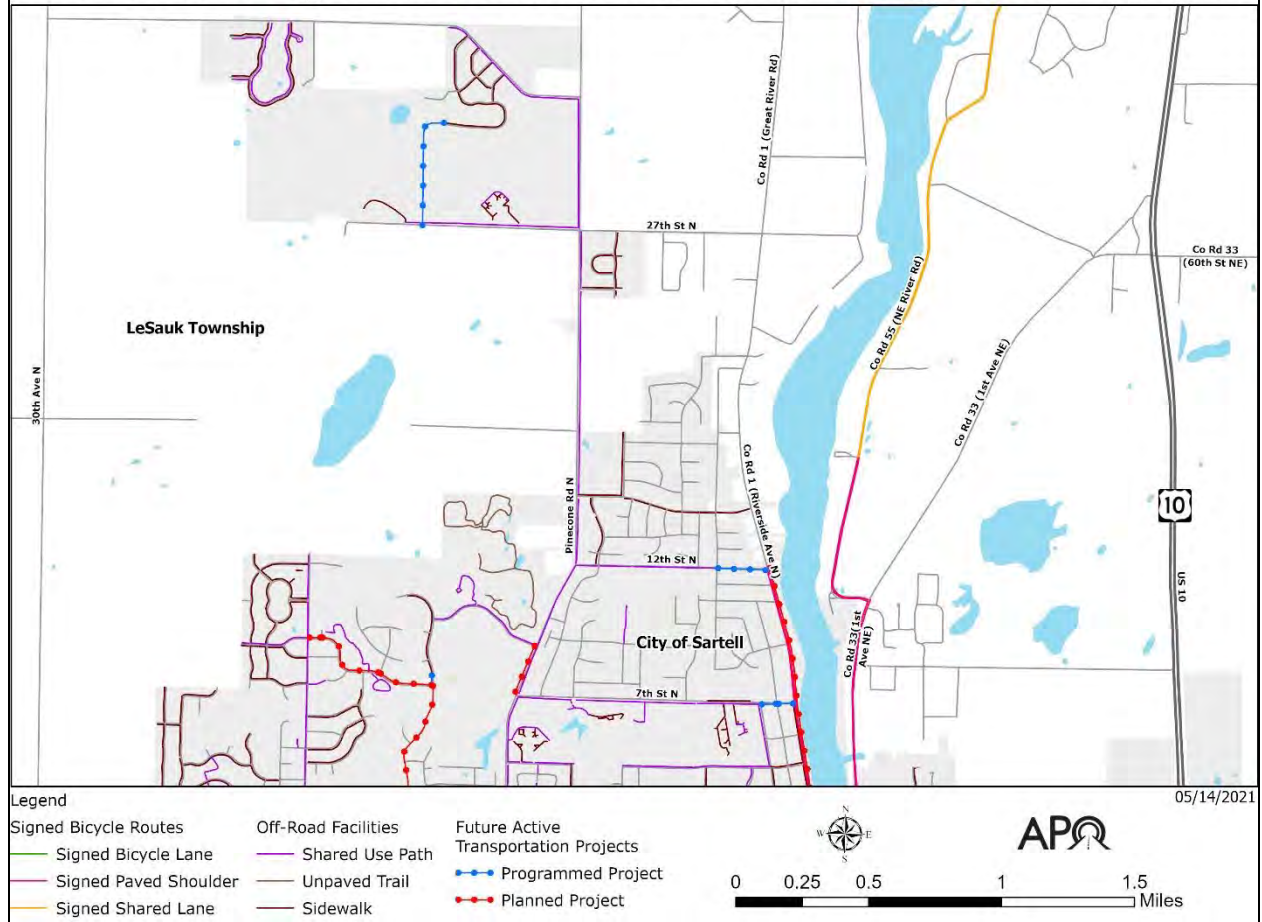 Co Rd 1 (Great River Rd)
27th St N
Co Rd 33
(60th St NE)
Co Rd 55 (NE River Rd)
LeSauk Township
30th Ave N
Co Rd 33 (1st Ave NE)
Co Rd 1 (Riverside Ave N)
Pinecone Rd N
10
12th St N
US 10
City of Sartell
Co Rd 33(1st
Ave NE)
7th St N
05/14/2021
Legend
Signed Bicycle Routes
Signed Bicycle Lane
Signed Paved Shoulder
Signed Shared Lane
Off-Road Facilities
Shared Use Path
Unpaved Trail
Sidewalk
Future Active
Transportation Projects
Programmed Project
Planned Project
N
W E
S
APO
0 0.25 0.5 1 1.5
Miles